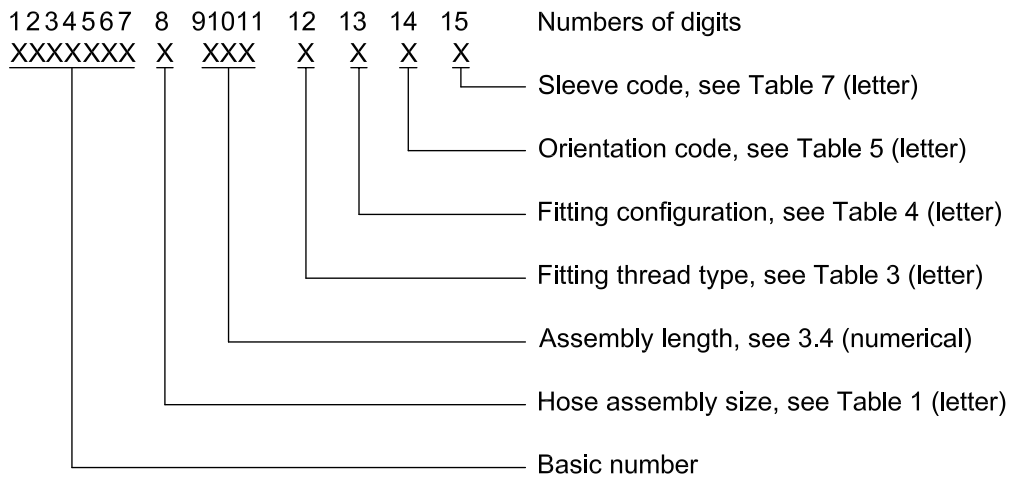 1234567 8 91011 12 13 14 15 Numbers of digits
XXXXXXX X XXX X X X X
Sleeve code, see Table 7 (letter)
Orientation code, see Table 5 (letter)
Fitting configuration, see Table 4 (letter)
Fitting thread type, see Table 3 (letter)
Assembly length, see 3.4 (numerical)
Hose assembly size, see Table 1 (letter)
Basic number